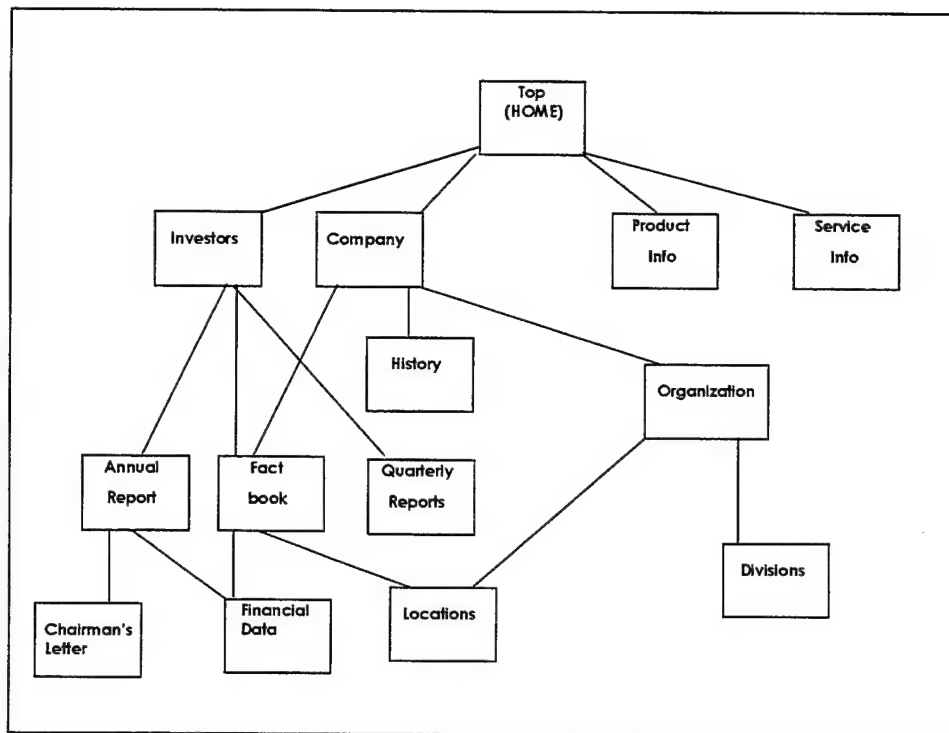 Top
(HOME)
Investors
Company
Product
Info
Service
Info
History
Organization
Annual
Report
Fact
book
Quarterly
Reports
Divisions
Chairman's
Letter
Financial
Data
Locations